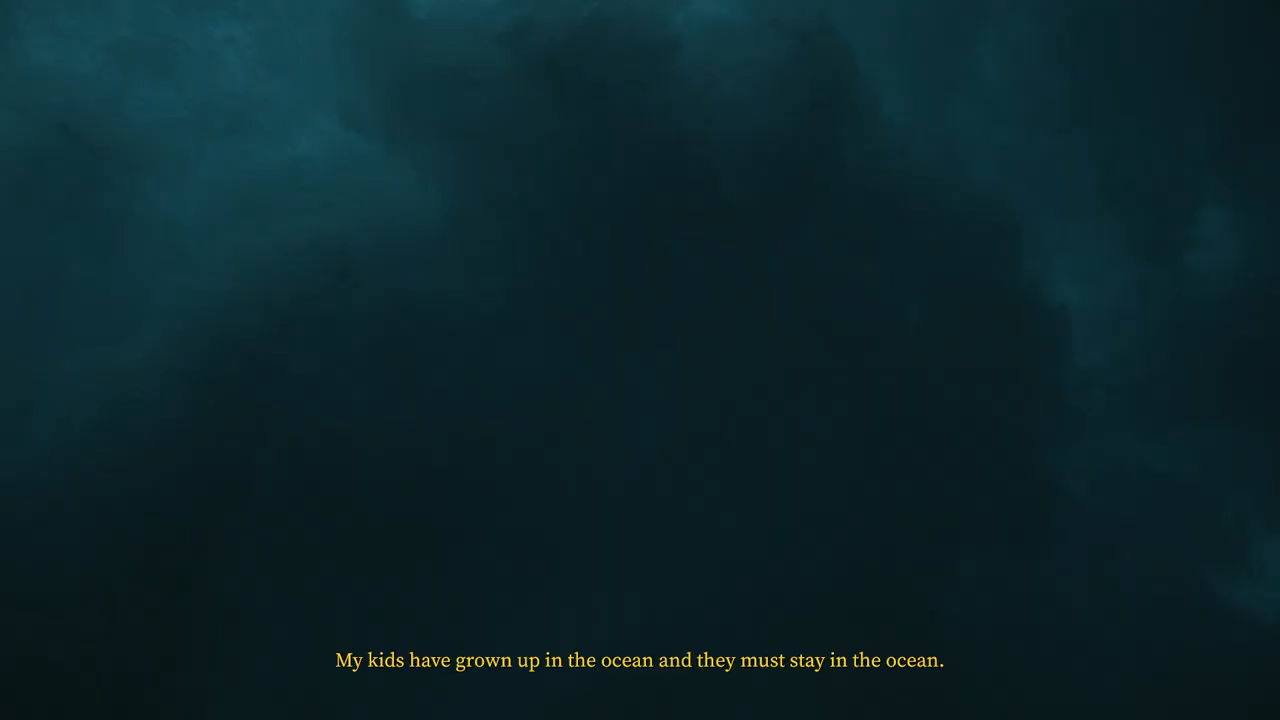 My kids have grown up in the ocean and they must stay in the ocean.